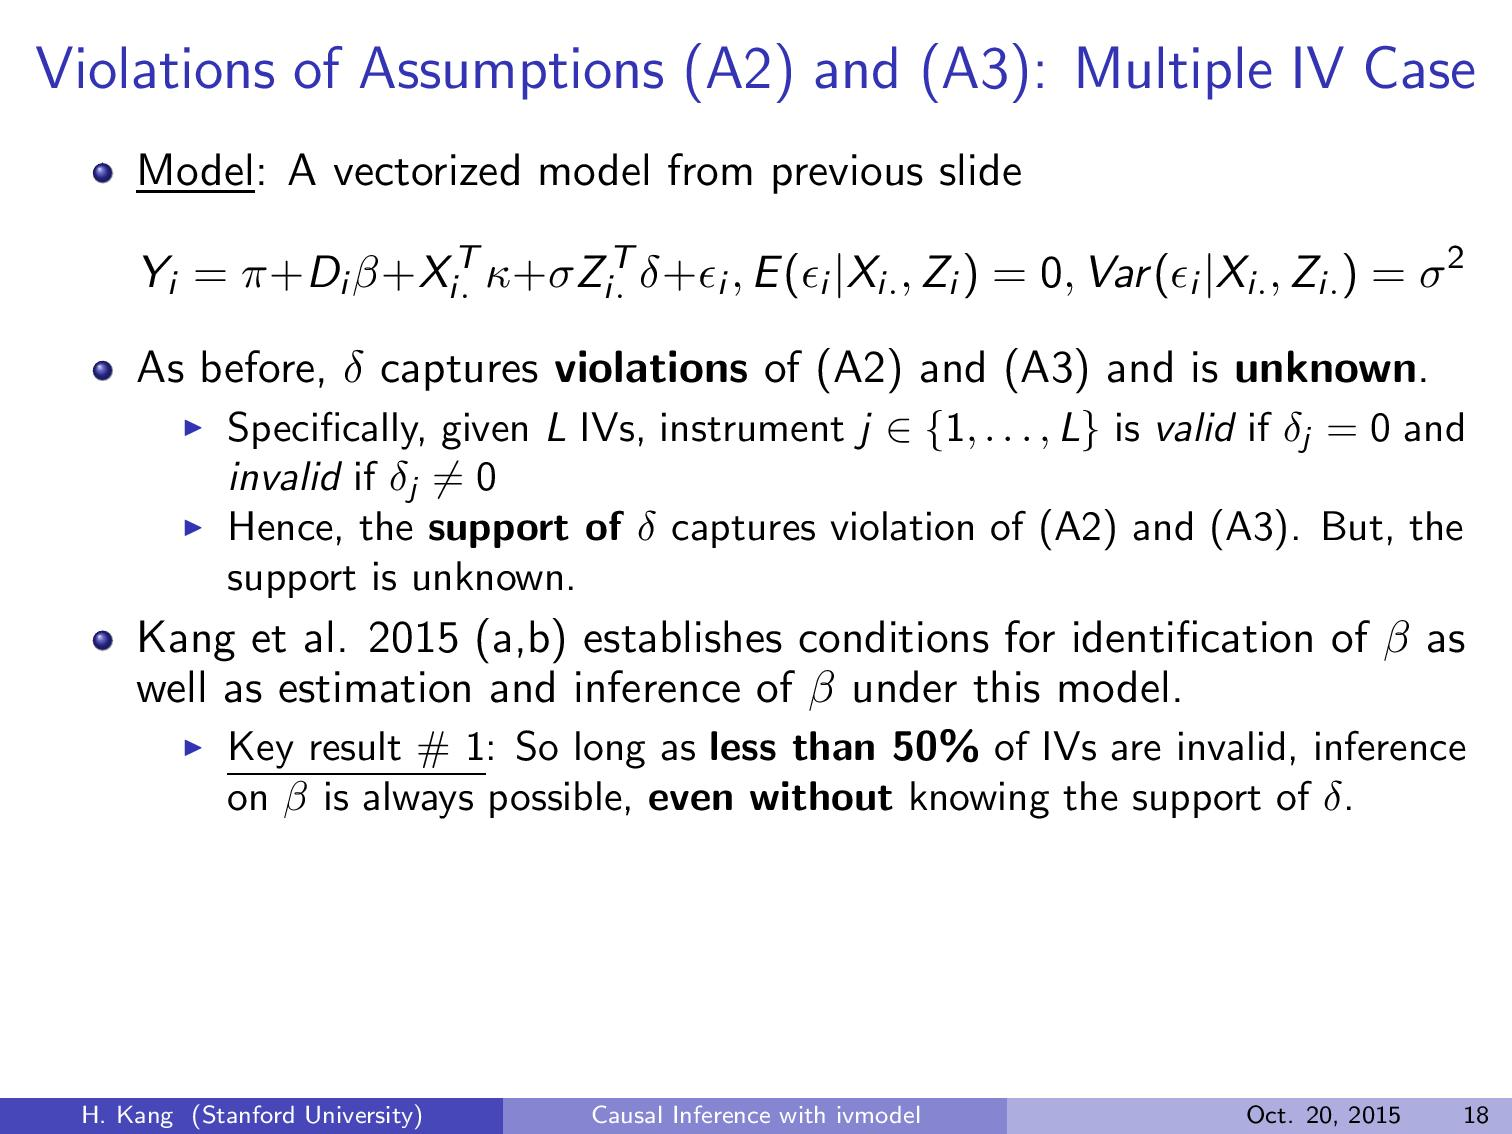 Violations of Assumptions (A2) and (A3): Multiple IV Case
Model: A vectorized model from previous slide
Y_i = π+D_iβ+X_{i.}^Tκ+σZ_{i.}^Tδ+ϵ_i, E(ϵ_i|X_{i.}, Z_i) = 0, Var(ϵ_i|X_{i.}, Z_{i.}) = σ^2
As before, δ captures violations of (A2) and (A3) and is unknown.
Specifically, given L IVs, instrument j ∈ {1, . . . , L} is valid if δ_j = 0 and
invalid if δ_j ≠ 0
Hence, the support of δ captures violation of (A2) and (A3). But, the
support is unknown.
Kang et al. 2015 (a,b) establishes conditions for identification of β as
well as estimation and inference of β under this model.
Key result # 1: So long as less than 50% of IVs are invalid, inference
on β is always possible, even without knowing the support of δ.
H. Kang (Stanford University) Causal Inference with ivmodel Oct. 20, 2015 18